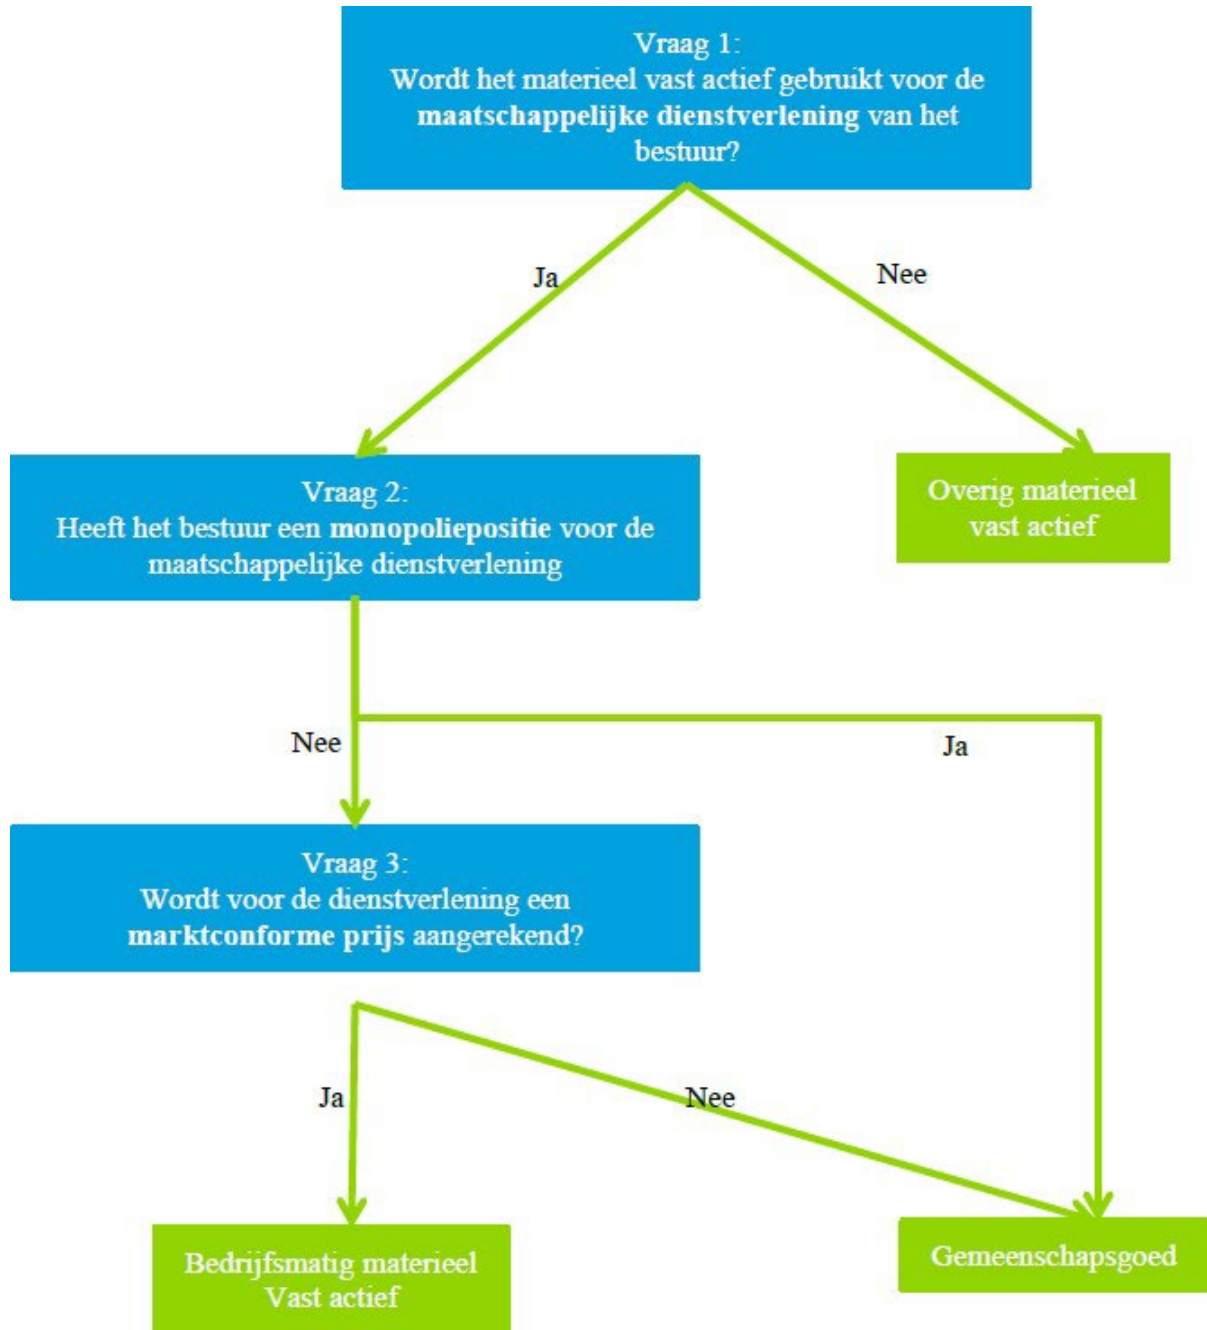 Vraag 1:
Wordt het materieel vast actief gebruikt voor de
maatschappelijke dienstverlening van het
bestuur?
Ja
Nee
Vraag 2:
Heeft het bestuur een monopoliepositie voor de
maatschappelijke dienstverlening
Overig materieel
vast actief
Nee
Ja
Vraag 3:
Wordt voor de dienstverlening een
marktconforme prijs aangerekend?
Ja
Nee
Bedrijfsmatig materieel
Vast actief
Gemeenschapsgoed